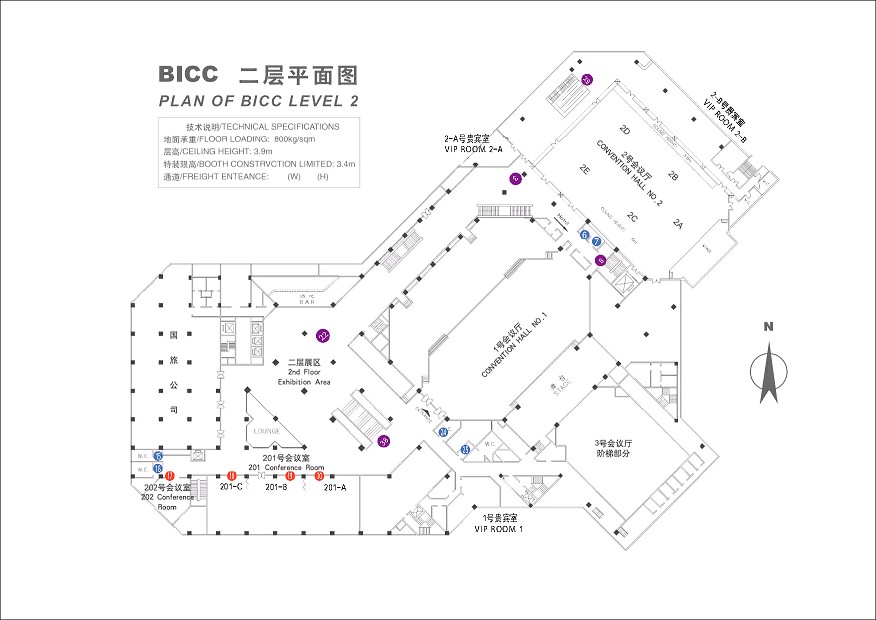 BICC 二层平面图
PLAN OF BICC LEVEL 2
技术说明/TECHNICAL SPECIFICATIONS
地面承重/FLOOR LOADING: 800kg/sqm
层高/CEILING HEIGHT: 3.9m
特装限高/BOOTH CONSTRVCTION LIMITED: 3.4m
通道/FREIGHT ENTEANCE: (W) (H)
2-A号贵宾室
VIP ROOM 2-A
2-B号贵宾室
VIP ROOM 2-B
2D
2号会议厅
CONVENTION HALL NO.2
2E
2B
2C
2A
STAGE
Hotel
6
7
1号会议厅
CONVENTION HALL NO.1
舞台
STAGE
酒吧
BAR
国旅公司
22
二层展区
2nd Floor
Exhibition Area
LOUNGE
W.C.
W.C.
W.C.
3号会议厅
阶梯部分
201号会议室
201 Conference Room
201-C
201-B
201-A
202号会议室
202 Conference
Room
1号贵宾室
VIP ROOM 1
N